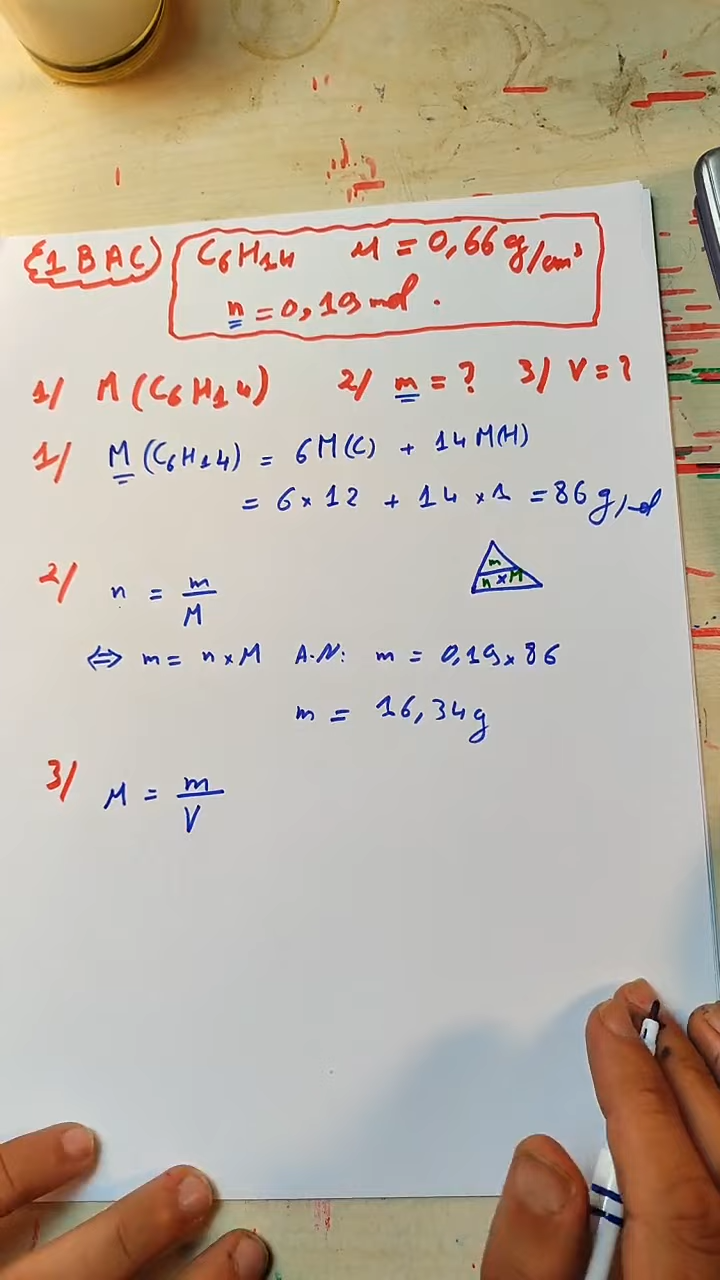 (1 BAC) C₆H₁₄ μ = 0,66 g/cm³
n = 0,19 mol.
1/ M(C₆H₁₄) 2/ m = ? 3/ V = ?
1/ M(C₆H₁₄) = 6M(C) + 14M(H)
= 6 × 12 + 14 × 1 = 86 g/mol
2/ n = m/M
m
n × M
⇔ m = n × M A.N: m = 0,19 × 86
m = 16,34g
3/ μ = m/V